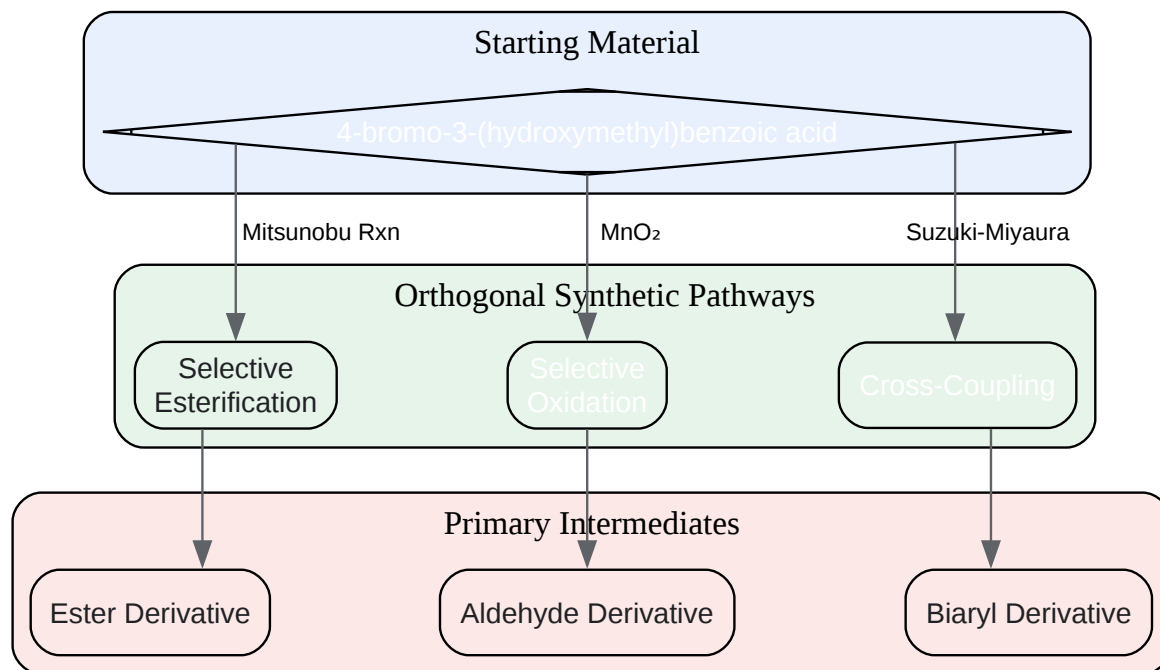 Starting Material
4-bromo-3-(hydroxymethyl)benzoic acid
Mitsunobu Rxn
MnO₂
Suzuki-Miyaura
Orthogonal Synthetic Pathways
Selective
Esterification
Selective
Oxidation
Cross-Coupling
Primary Intermediates
Ester Derivative
Aldehyde Derivative
Biaryl Derivative